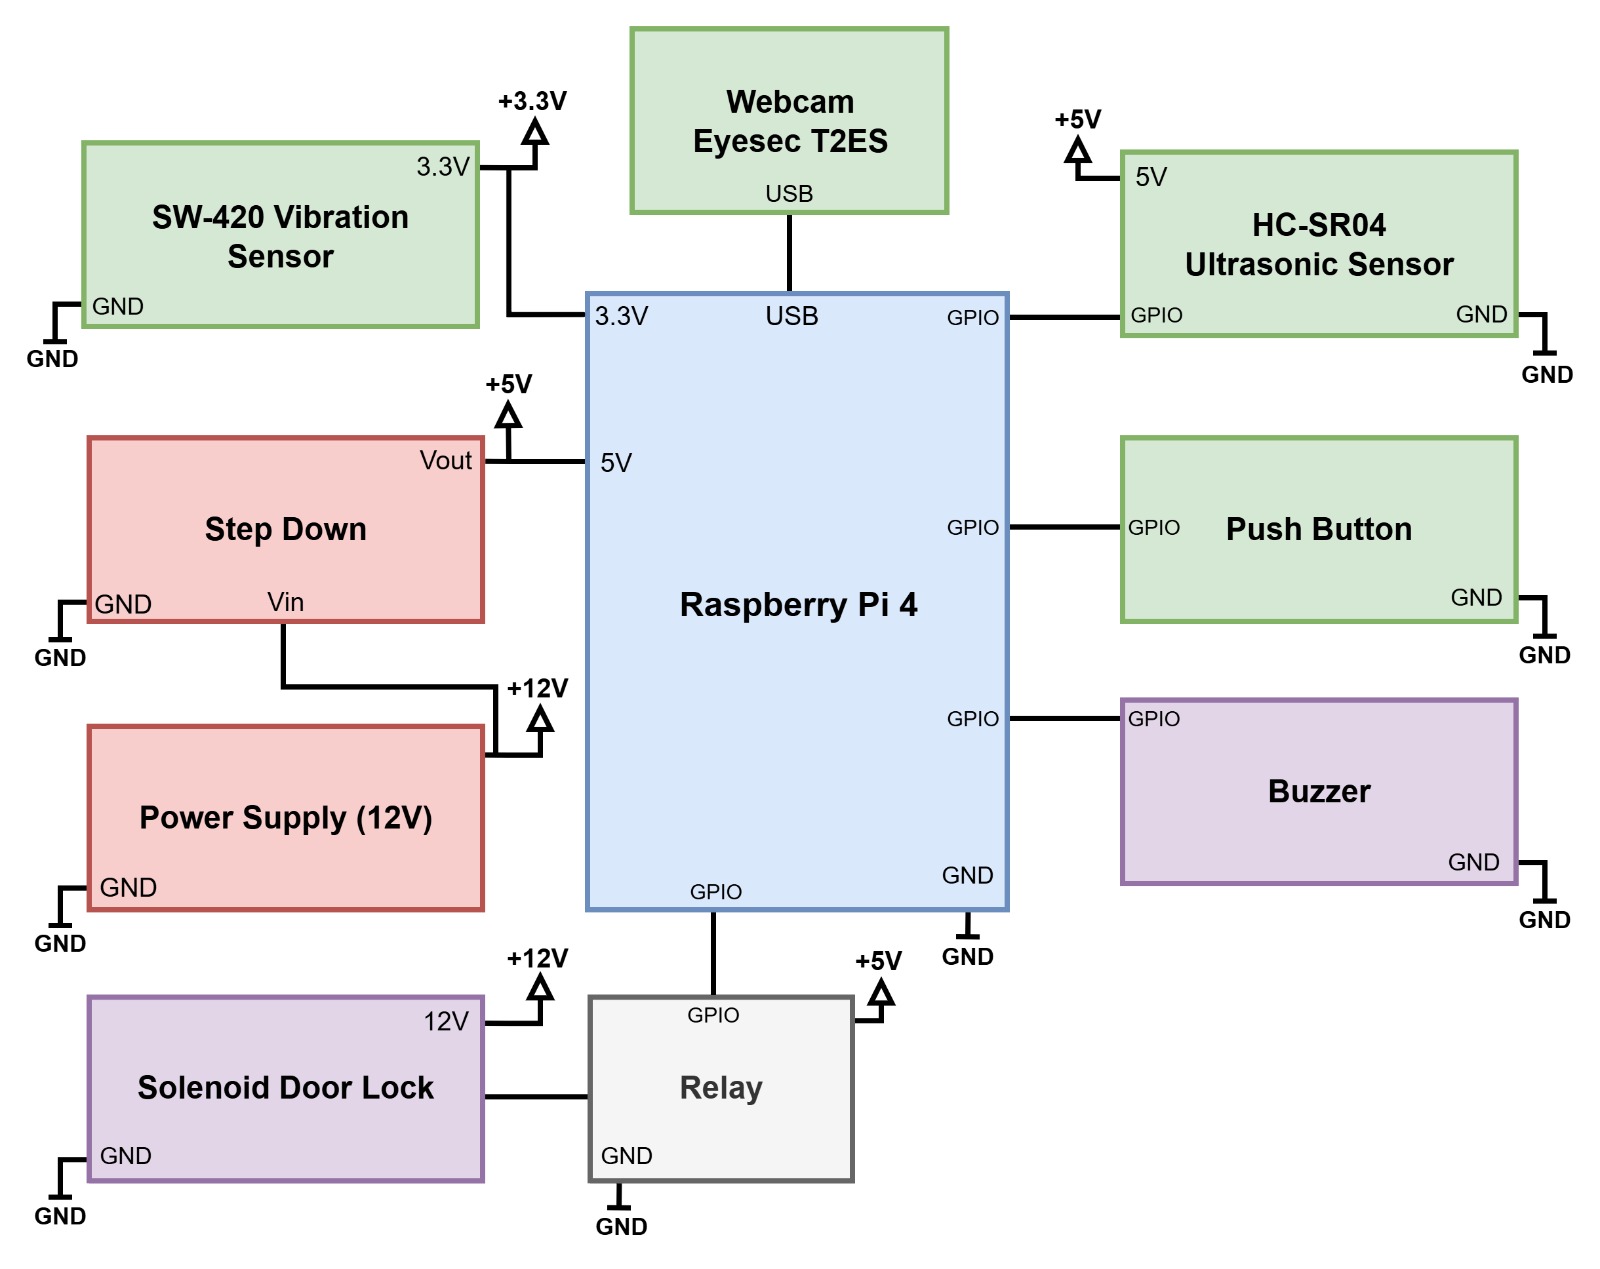 +3.3V
3.3V
SW-420 Vibration
Sensor
GND
GND
Webcam
Eyesec T2ES
USB
+5V
5V
HC-SR04
Ultrasonic Sensor
GPIO
GND
GND
3.3V
USB
GPIO
5V
GPIO
Raspberry Pi 4
GPIO
GPIO
GND
GND
+5V
Vout
Step Down
GND
Vin
GND
GPIO
Push Button
GND
GND
+12V
Power Supply (12V)
GND
GND
GPIO
Buzzer
GND
GND
+12V
12V
Solenoid Door Lock
GND
GND
+5V
GPIO
Relay
GND
GND